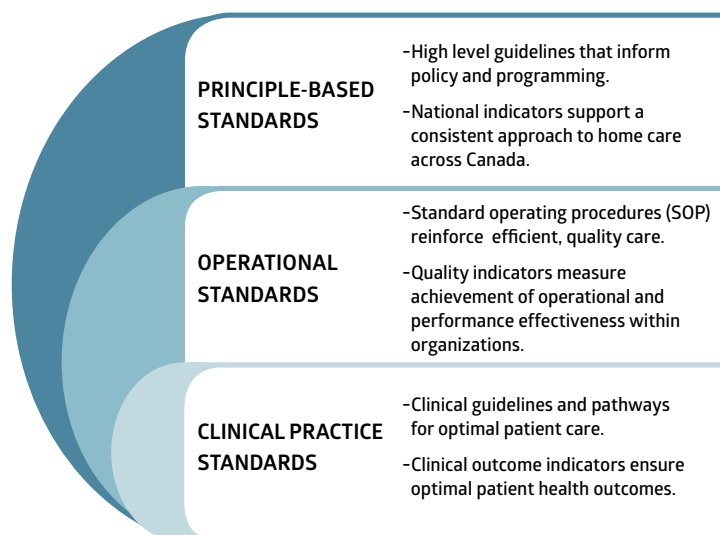 PRINCIPLE-BASED
STANDARDS
-High level guidelines that inform
policy and programming.
-National indicators support a
consistent approach to home care
across Canada.
OPERATIONAL
STANDARDS
-Standard operating procedures (SOP)
reinforce efficient, quality care.
-Quality indicators measure
achievement of operational and
performance effectiveness within
organizations.
CLINICAL PRACTICE
STANDARDS
-Clinical guidelines and pathways
for optimal patient care.
-Clinical outcome indicators ensure
optimal patient health outcomes.